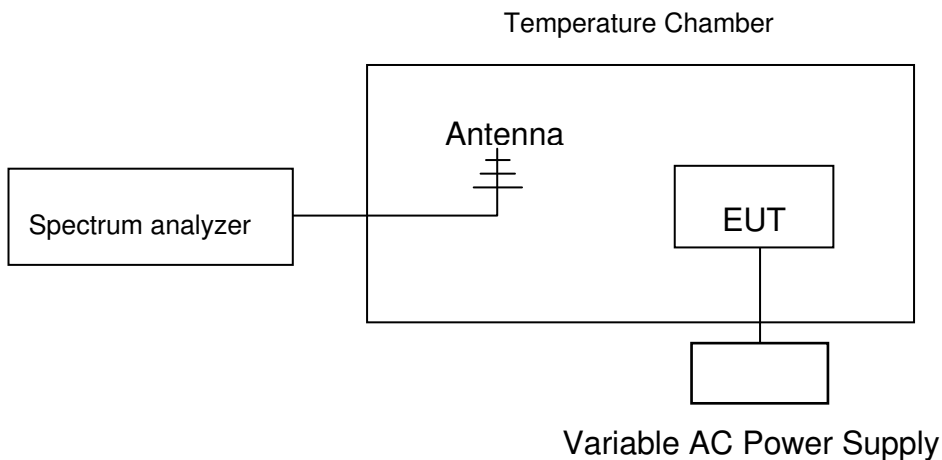 Temperature Chamber
Antenna
Spectrum analyzer
EUT
Variable AC Power Supply